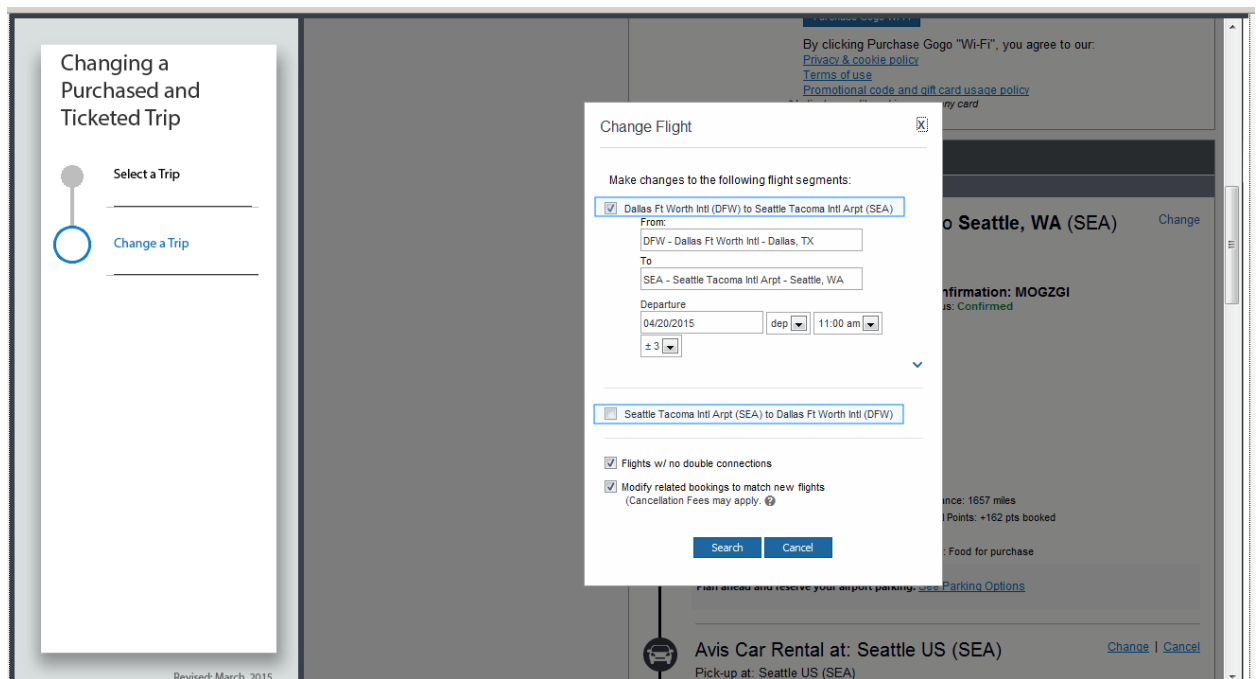 Changing a
Purchased and
Ticketed Trip
Select a Trip
Change a Trip
Revised: March, 2015
Purchase Gogo Wi-Fi
By clicking Purchase Gogo "Wi-Fi", you agree to our:
Privacy & cookie policy
Terms of use
Promotional code and gift card usage policy
ny card
Change Flight
X
Make changes to the following flight segments:
Dallas Ft Worth Intl (DFW) to Seattle Tacoma Intl Arpt (SEA)
From:
DFW - Dallas Ft Worth Intl - Dallas, TX
To
SEA - Seattle Tacoma Intl Arpt - Seattle, WA
Departure
04/20/2015 dep 11:00 am
± 3
Seattle Tacoma Intl Arpt (SEA) to Dallas Ft Worth Intl (DFW)
Flights w/ no double connections
Modify related bookings to match new flights
(Cancellation Fees may apply. ?
Search Cancel
o Seattle, WA (SEA) Change
nfirmation: MOGZGI
us: Confirmed
ance: 1657 miles
l Points: +162 pts booked
: Food for purchase
Plan ahead and reserve your airport parking. See Parking Options
Avis Car Rental at: Seattle US (SEA) Change | Cancel
Pick-up at: Seattle US (SEA)